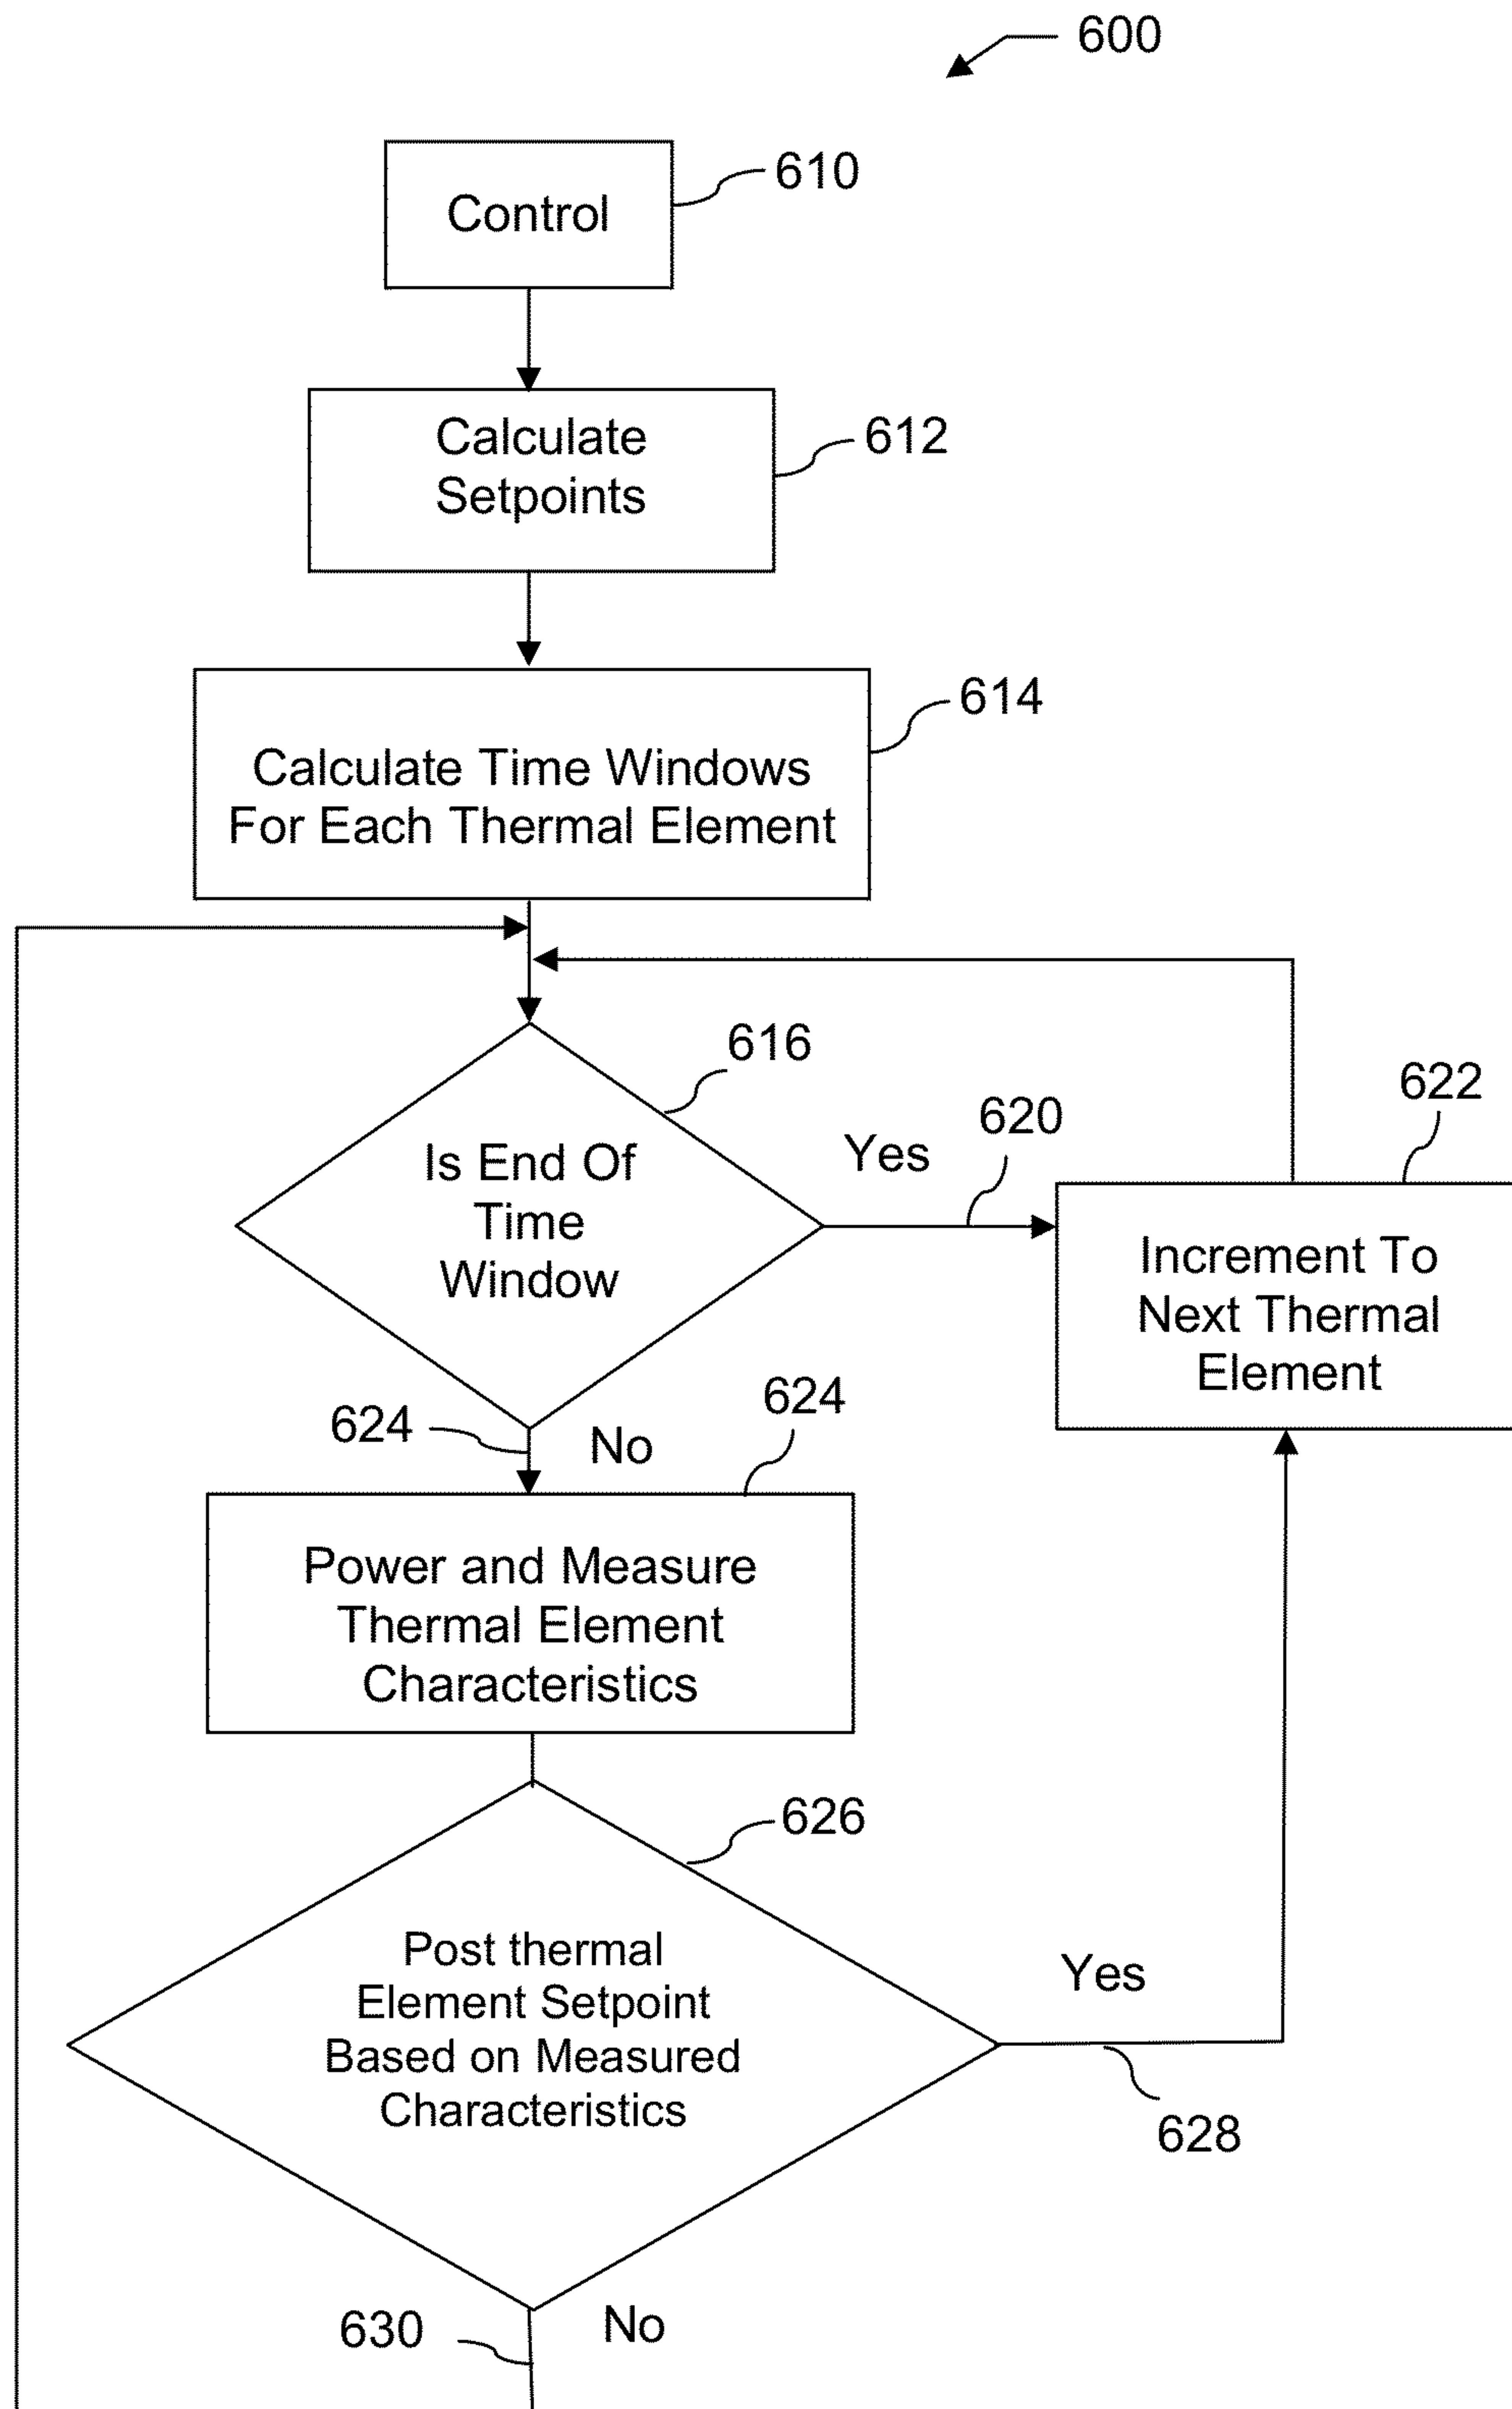 600
Control
610
Calculate
Setpoints
612
614
Calculate Time Windows
For Each Thermal Element
616
Is End Of
Time
Window
Yes
620
622
Increment To
Next Thermal
Element
624
No
624
Power and Measure
Thermal Element
Characteristics
626
Post thermal
Element Setpoint
Based on Measured
Characteristics
Yes
628
630
No